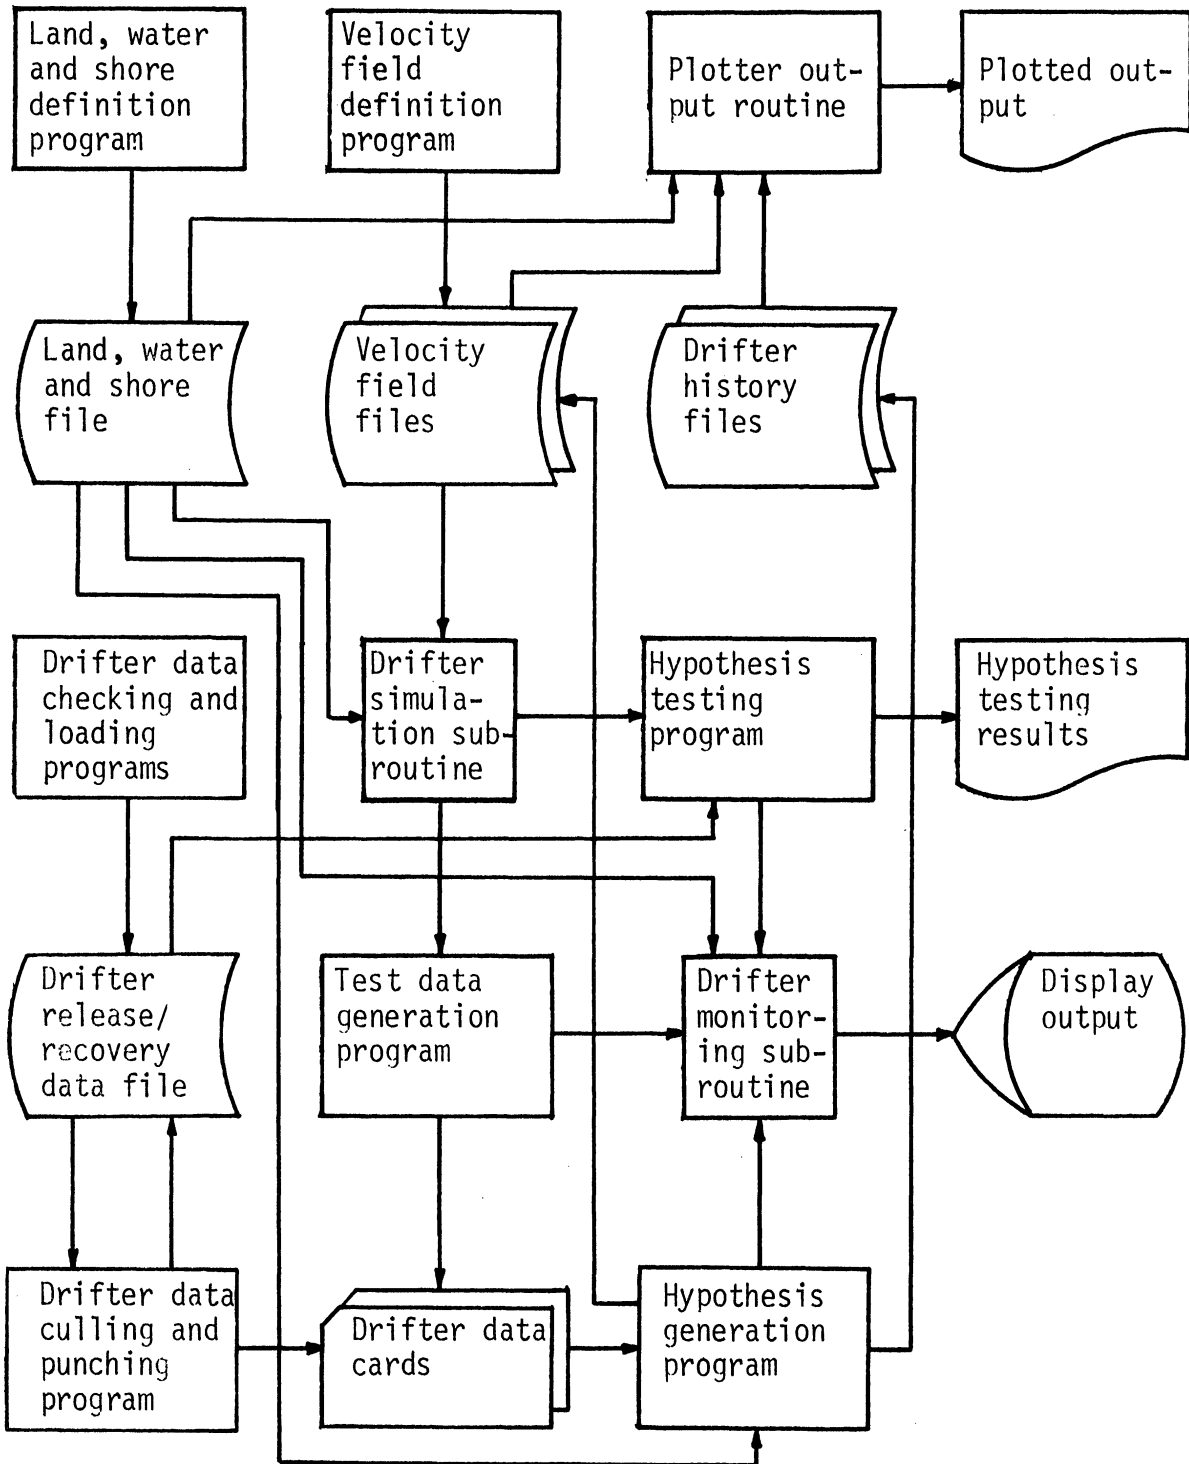 Land, water
and shore
definition
program
Velocity
field
definition
program
Plotter out-
put routine
Plotted out-
put
Land, water
and shore
file
Velocity
field
files
Drifter
history
files
Drifter data
checking and
loading
programs
Drifter
simula-
tion sub-
routine
Hypothesis
testing
program
Hypothesis
testing
results
Drifter
release/
recovery
data file
Test data
generation
program
Drifter
monitor-
ing sub-
routine
Display
output
Drifter data
culling and
punching
program
Drifter data
cards
Hypothesis
generation
program